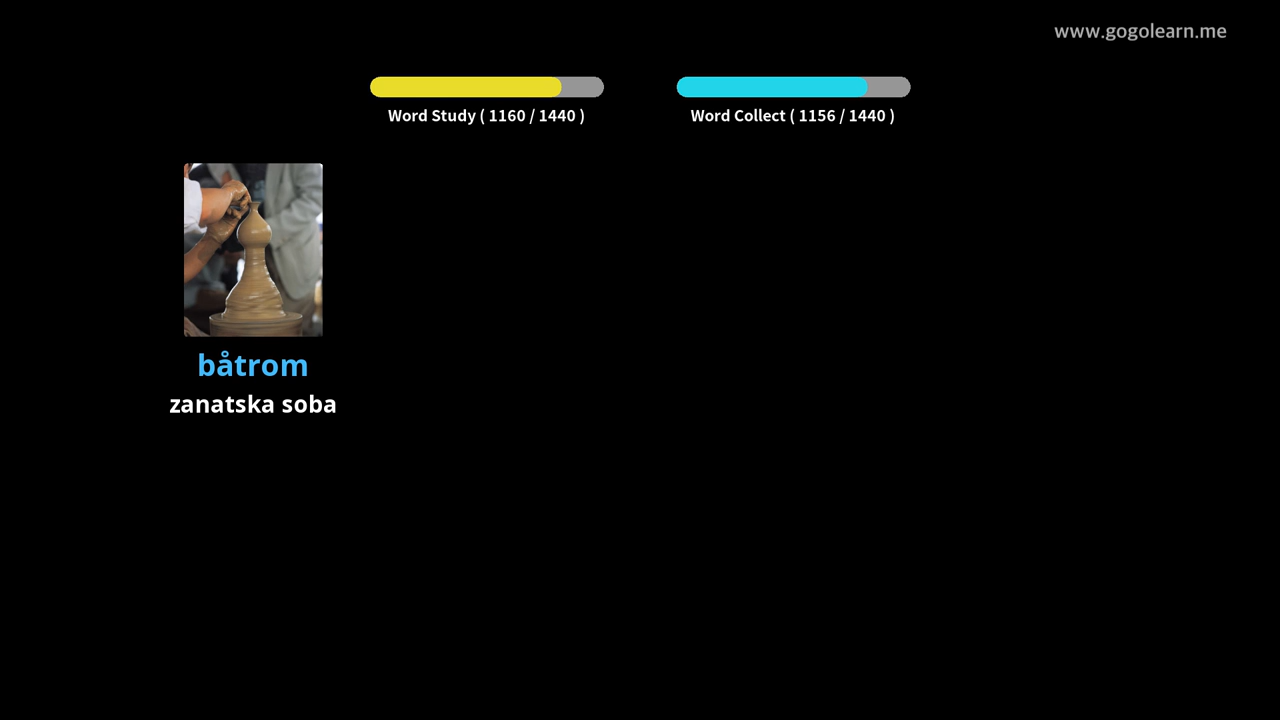 www.gogolearn.me
Word Study ( 1160 / 1440 )
Word Collect ( 1156 / 1440 )
båtrom
zanatska soba